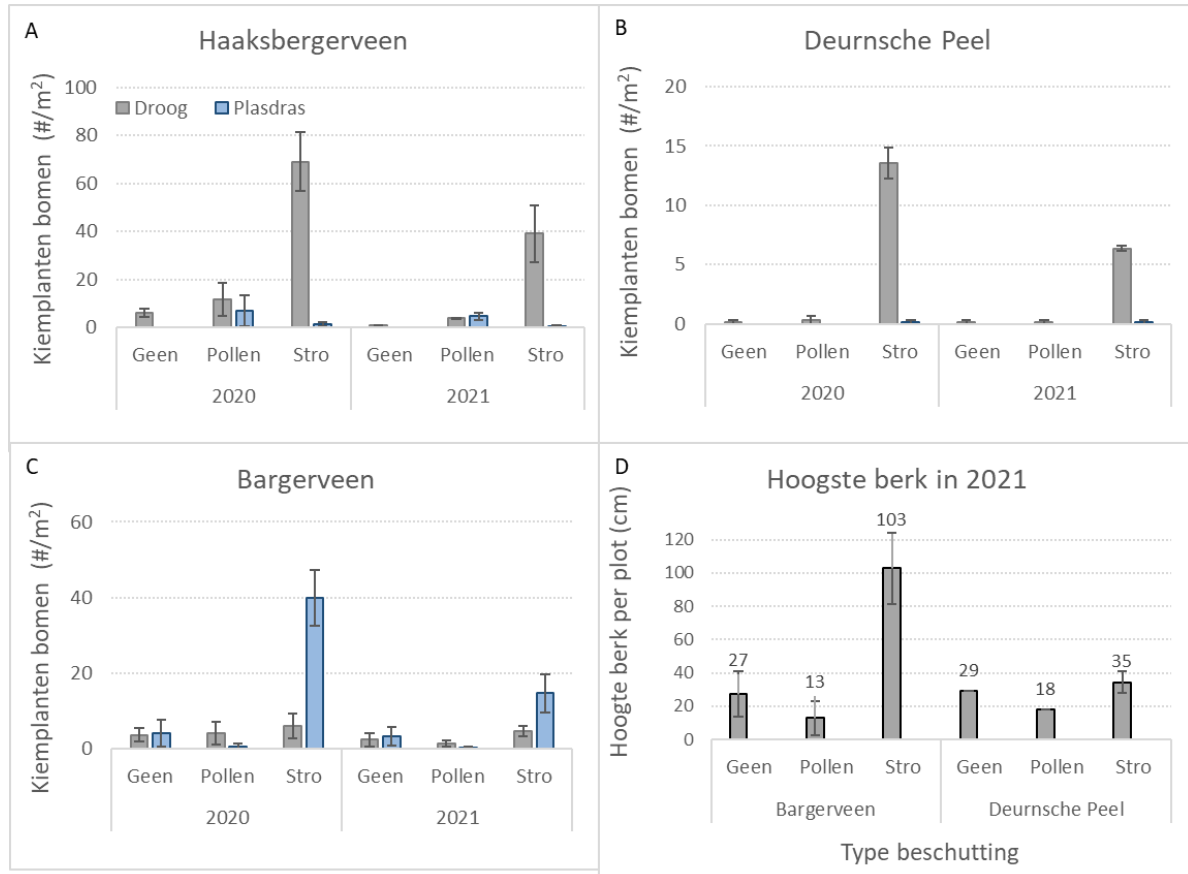 A
Haaksbergerveen
Kiemplanten bomen (#/m²)
100
80
60
40
20
0
Droog Plasdras
Geen Pollen Stro Geen Pollen Stro
2020 2021
B
Deurnsche Peel
Kiemplanten bomen (#/m²)
20
15
10
5
0
Geen Pollen Stro Geen Pollen Stro
2020 2021
C
Bargerveen
Kiemplanten bomen (#/m²)
60
40
20
0
Geen Pollen Stro Geen Pollen Stro
2020 2021
D
Hoogste berk in 2021
Hoogte berk per plot (cm)
120
100
80
60
40
20
0
27 13 103 29 18 35
Geen Pollen Stro Geen Pollen Stro
Bargerveen Deurnsche Peel
Type beschutting